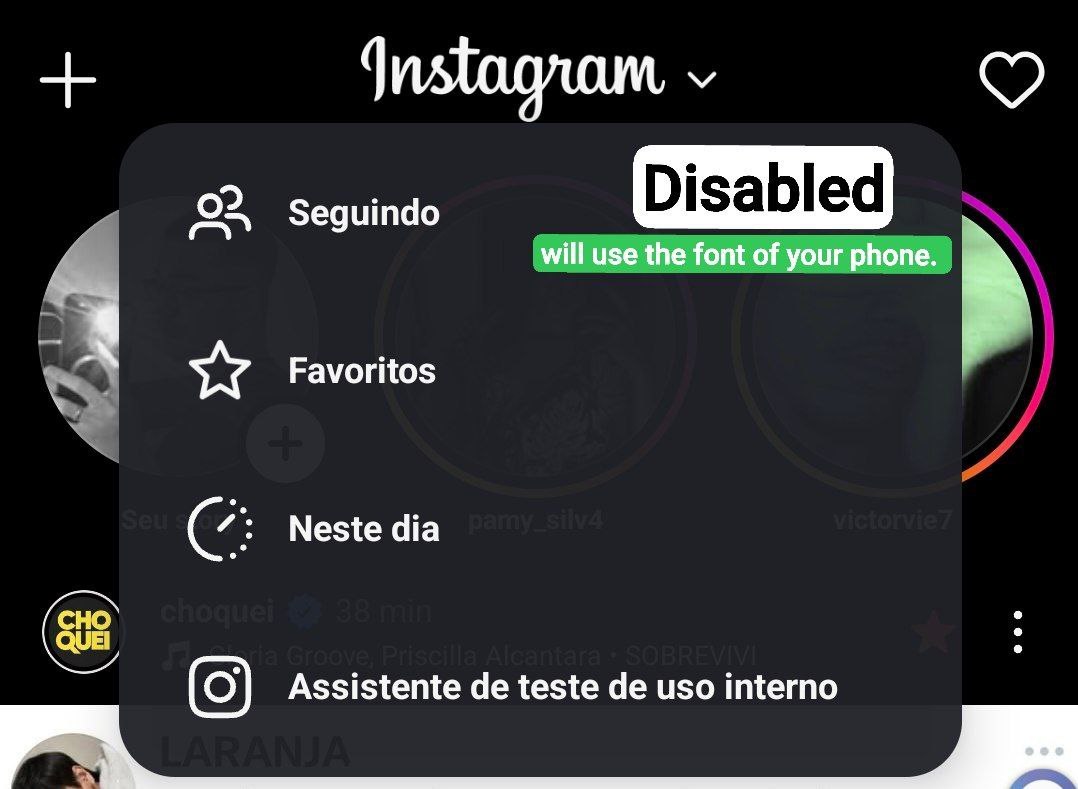 Instagram
Disabled
Seguindo
will use the font of your phone.
Favoritos
Neste dia
Seu story
pamy_silv4
victorvie7
choquei 38 min
CHO
QUEI
Gloria Groove, Priscilla Alcantara • SOBREVIVI
Assistente de teste de uso interno
LARANJA